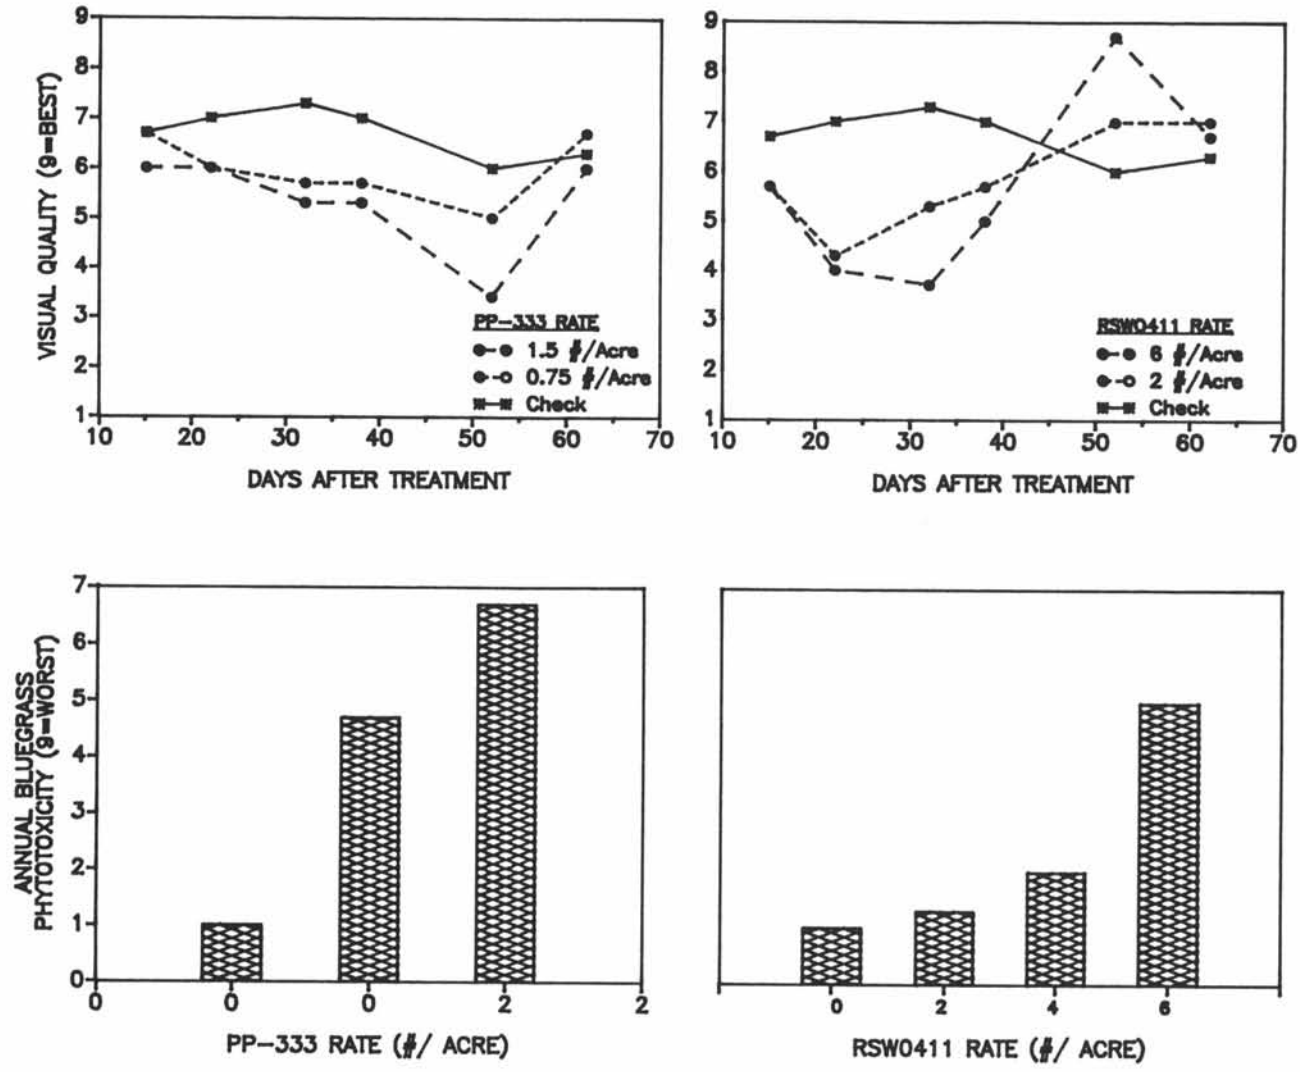 9
8
7
6
5
4
3
2
1
VISUAL QUALITY (9=BEST)
PP-333 RATE
1.5 #/Acre
0.75 #/Acre
Check
10 20 30 40 50 60 70
DAYS AFTER TREATMENT
9
8
7
6
5
4
3
2
1
RSW0411 RATE
6 #/Acre
2 #/Acre
Check
10 20 30 40 50 60 70
DAYS AFTER TREATMENT
7
6
5
4
3
2
1
0
ANNUAL BLUEGRASS
PHYTOTOXICITY (9=WORST)
0 0 0 2 2
PP-333 RATE (#/ ACRE)
0 2 4 6
RSW0411 RATE (#/ ACRE)